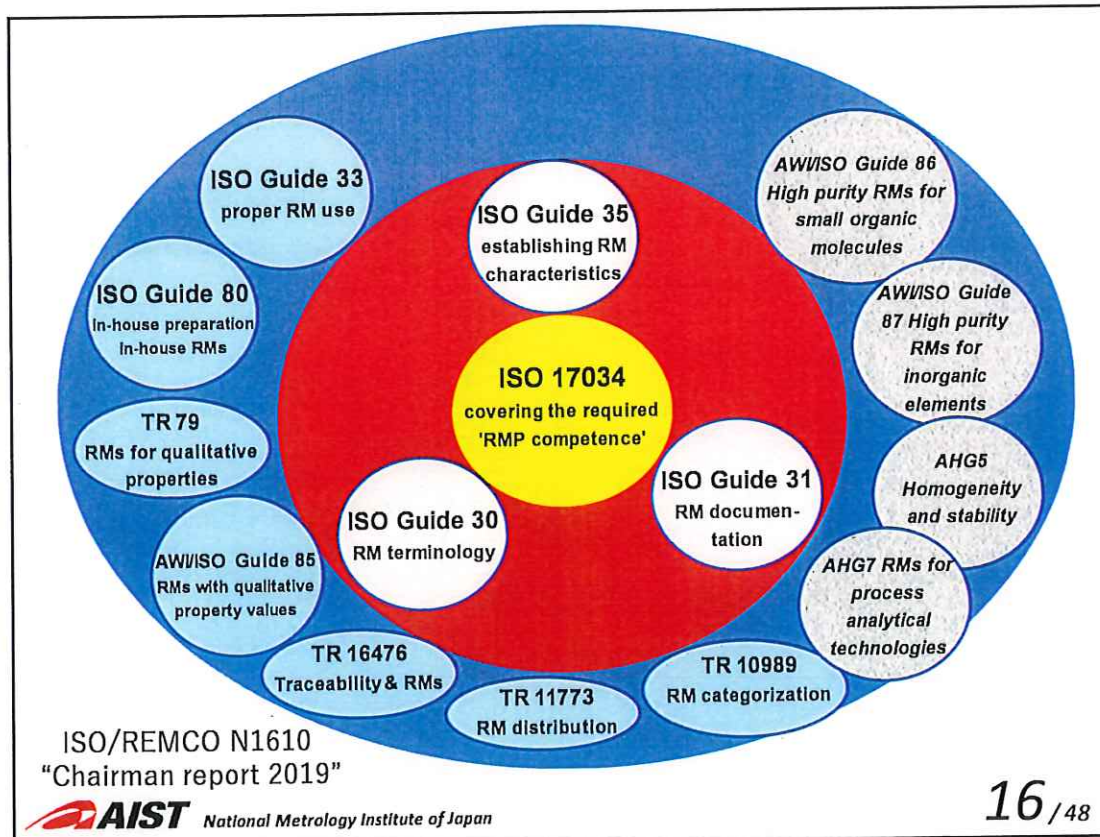 ISO Guide 33
proper RM use
ISO Guide 35
establishing RM
characteristics
AWI/ISO Guide 86
High purity RMs for
small organic
molecules
ISO Guide 80
In-house preparation
In-house RMs
AWI/ISO Guide
87 High purity
RMs for
inorganic
elements
ISO 17034
covering the required
'RMP competence'
TR 79
RMs for qualitative
properties
AHG5
Homogeneity
and stability
ISO Guide 31
RM documen-
tation
ISO Guide 30
RM terminology
AWI/ISO Guide 85
RMs with qualitative
property values
AHG7 RMs for
process
analytical
technologies
TR 16476
Traceability & RMs
TR 11773
RM distribution
TR 10989
RM categorization
ISO/REMCO N1610
“Chairman report 2019”
AIST National Metrology Institute of Japan
16/48